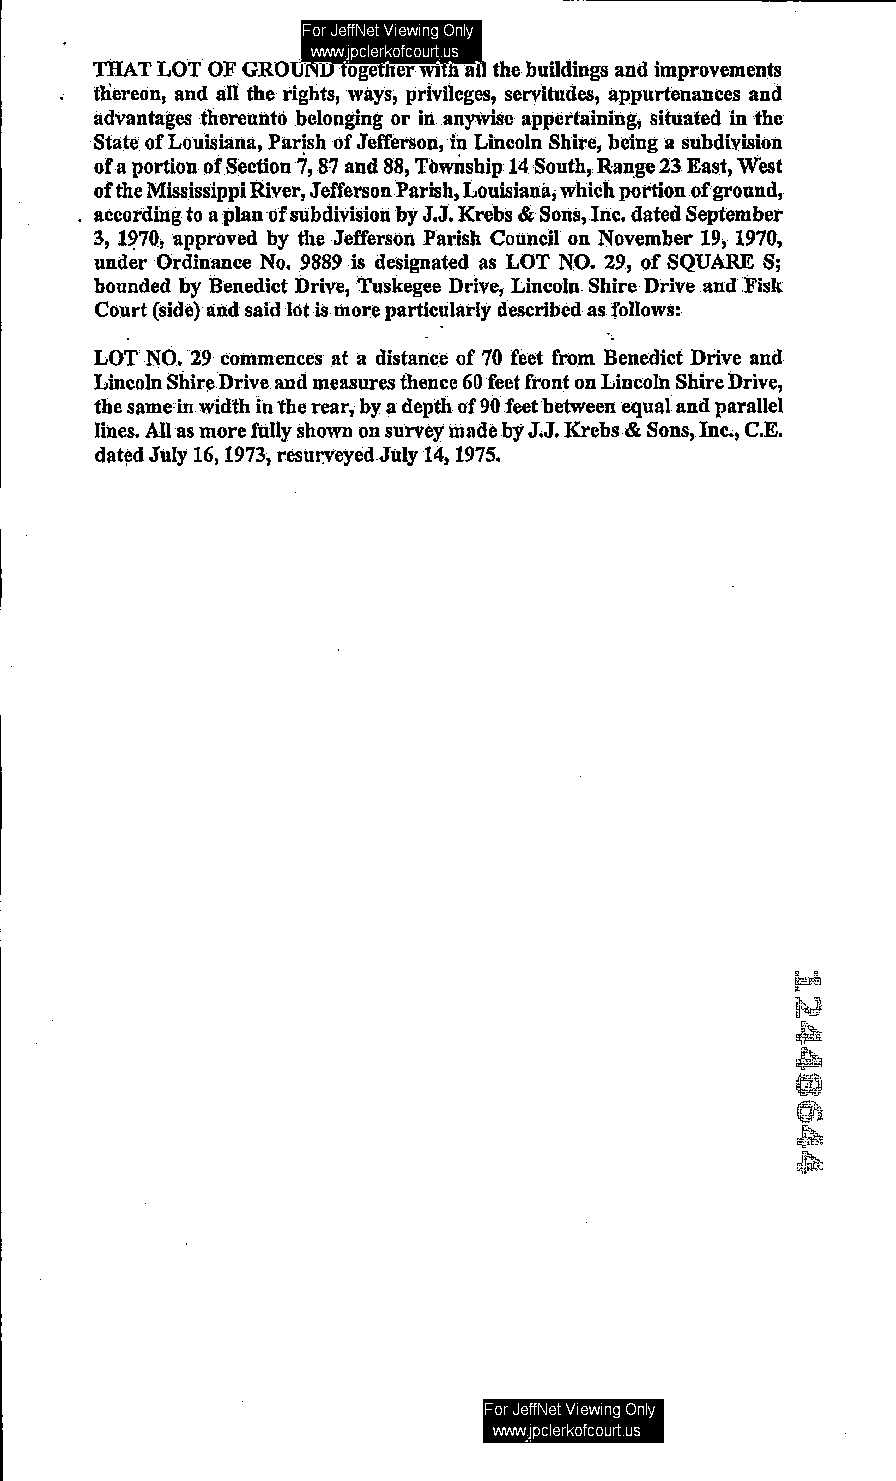 For JeffNet Viewing Only
www.jpclerkofcourt.us
THAT LOT OF GROUND together with all the buildings and improvements
thereon, and all the rights, ways, privileges, servitudes, appurtenances and
advantages thereunto belonging or in anywise appertaining, situated in the
State of Louisiana, Parish of Jefferson, in Lincoln Shire, being a subdivision
of a portion of Section 7, 87 and 88, Township 14 South, Range 23 East, West
of the Mississippi River, Jefferson Parish, Louisiana, which portion of ground,
according to a plan of subdivision by J.J. Krebs & Sons, Inc. dated September
3, 1970, approved by the Jefferson Parish Council on November 19, 1970,
under Ordinance No. 9889 is designated as LOT NO. 29, of SQUARE S;
bounded by Benedict Drive, Tuskegee Drive, Lincoln Shire Drive and Fisk
Court (side) and said lot is more particularly described as follows:
LOT NO. 29 commences at a distance of 70 feet from Benedict Drive and
Lincoln Shire Drive and measures thence 60 feet front on Lincoln Shire Drive,
the same in width in the rear, by a depth of 90 feet between equal and parallel
lines. All as more fully shown on survey made by J.J. Krebs & Sons, Inc., C.E.
dated July 16, 1973, resurveyed July 14, 1975.
For JeffNet Viewing Only
www.jpclerkofcourt.us